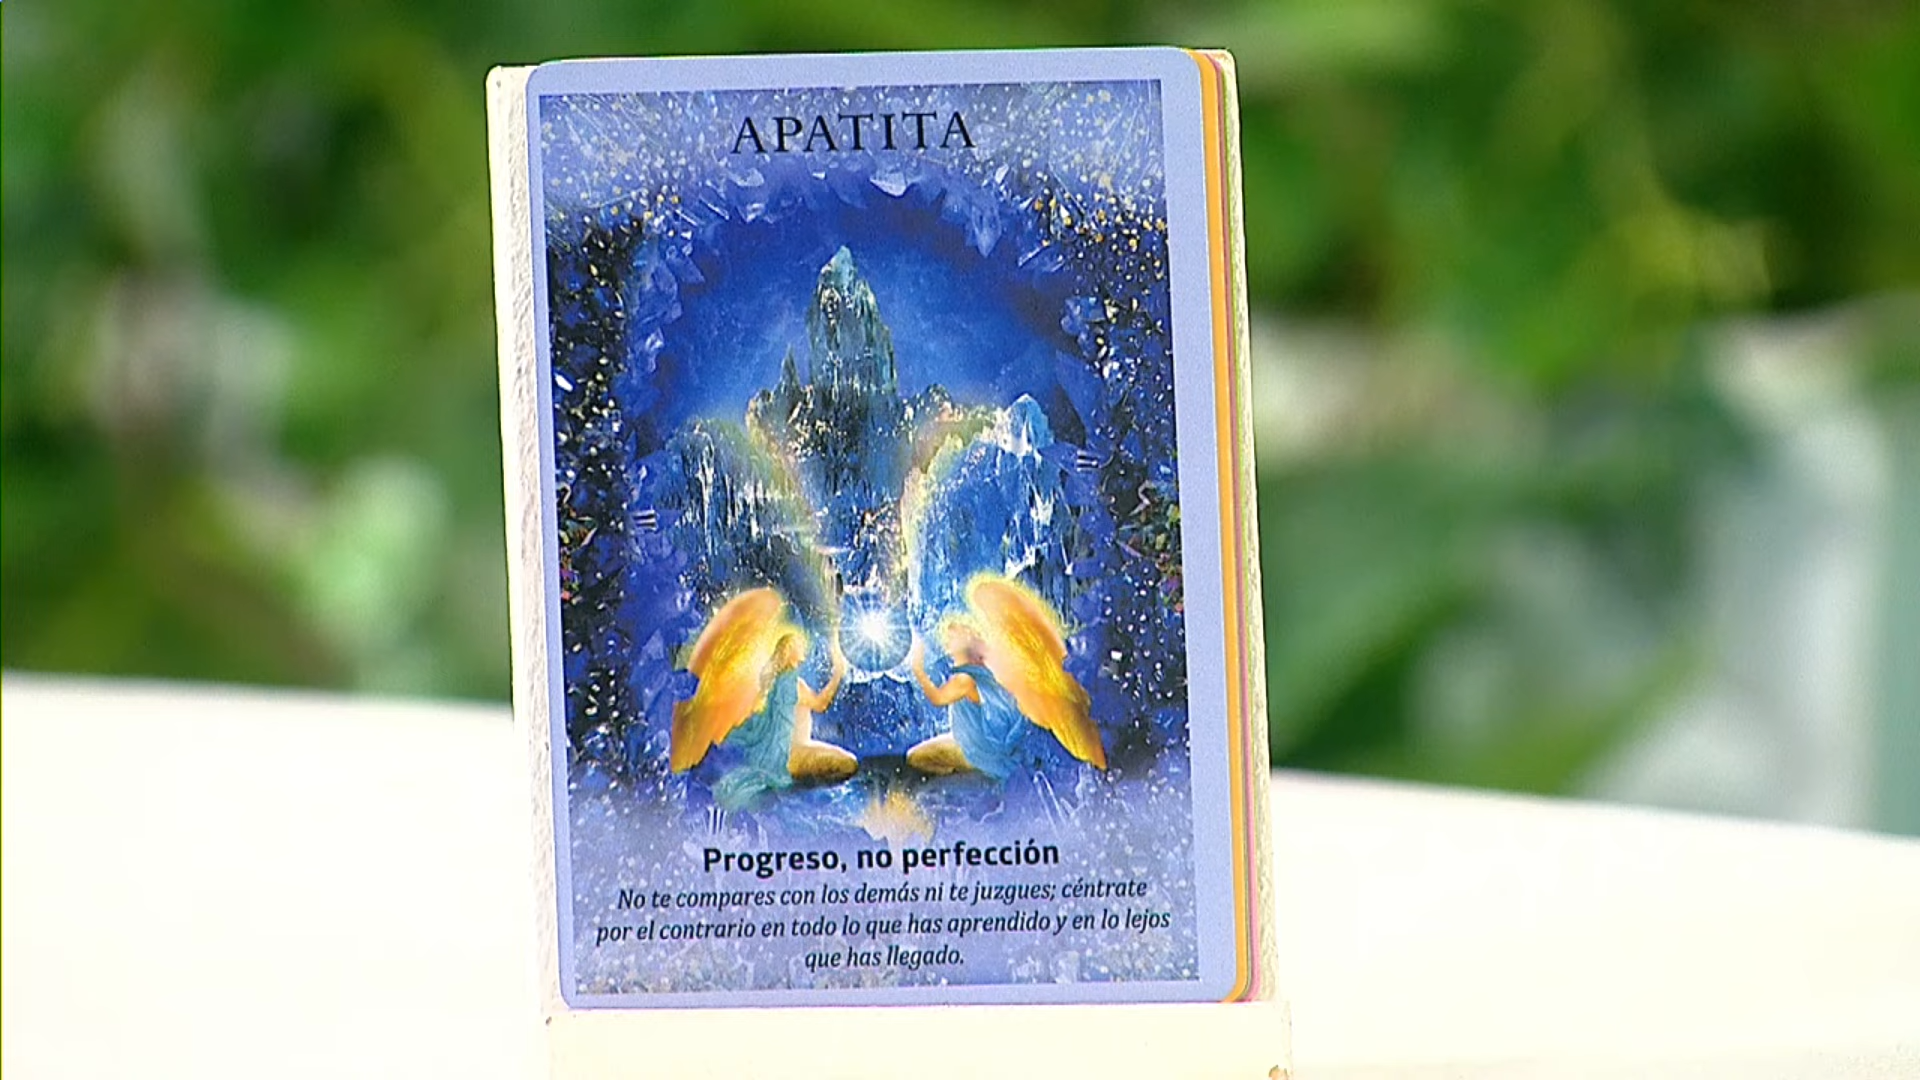 APATITA
Progreso, no perfección
No te compares con los demás ni te juzgues; céntrate
por el contrario en todo lo que has aprendido y en lo lejos
que has llegado.